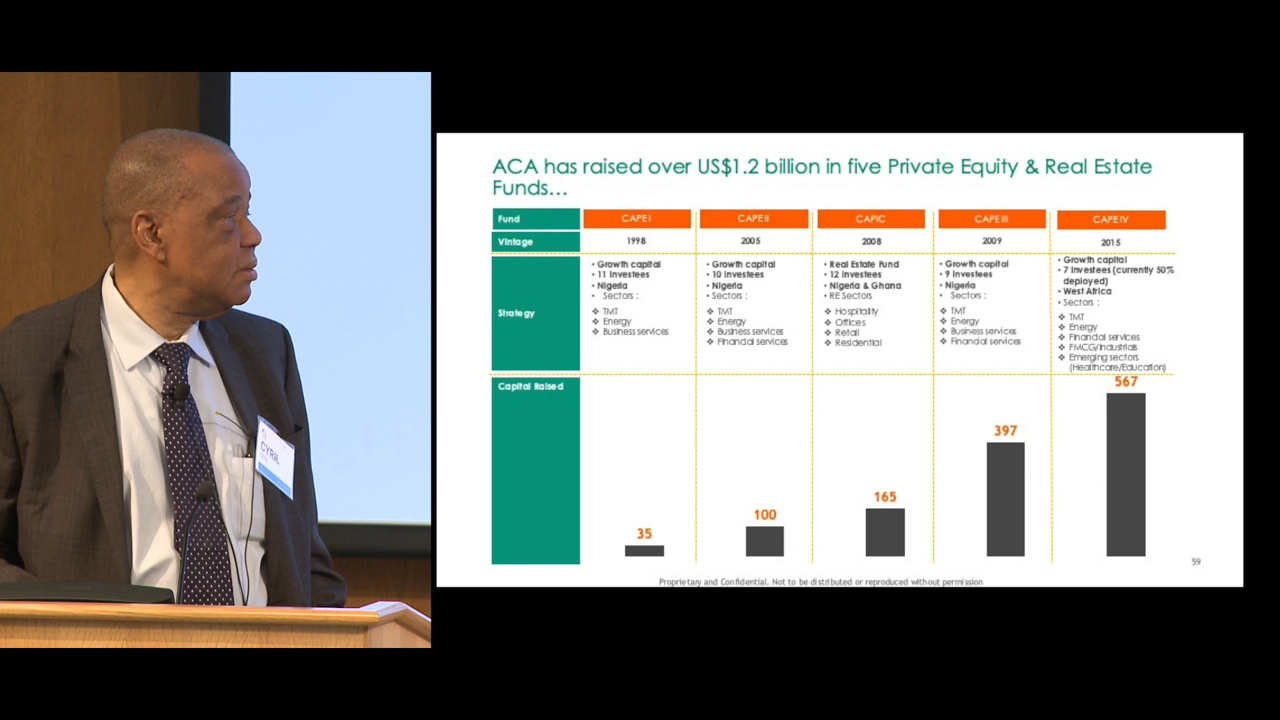 CYRIL
ACA has raised over US$1.2 billion in five Private Equity & Real Estate
Funds...
Fund
CAPE I
CAPE II
CAPIC
CAPE III
CAPE IV
Vintage
1998
2005
2008
2009
2015
Strategy
• Growth capital
• 11 Investees
• Nigeria
• Sectors :
❖ TMT
❖ Energy
❖ Business services
• Growth capital
• 10 Investees
• Nigeria
• Sectors :
❖ TMT
❖ Energy
❖ Business services
❖ Financial services
• Real Estate Fund
• 12 Investees
• Nigeria & Ghana
• RE Sectors
❖ Hospitality
❖ Offices
❖ Retail
❖ Residential
• Growth capital
• 9 Investees
• Nigeria
• Sectors :
❖ TMT
❖ Energy
❖ Business services
❖ Financial services
• Growth capital
• 7 Investees (currently 50%
deployed)
• West Africa
• Sectors :
❖ TMT
❖ Energy
❖ Financial services
❖ FMCG/Industrials
❖ Emerging sectors
(Healthcare/Education)
Capital Raised
35
100
165
397
567
59
Proprietary and Confidential. Not to be distributed or reproduced without permission